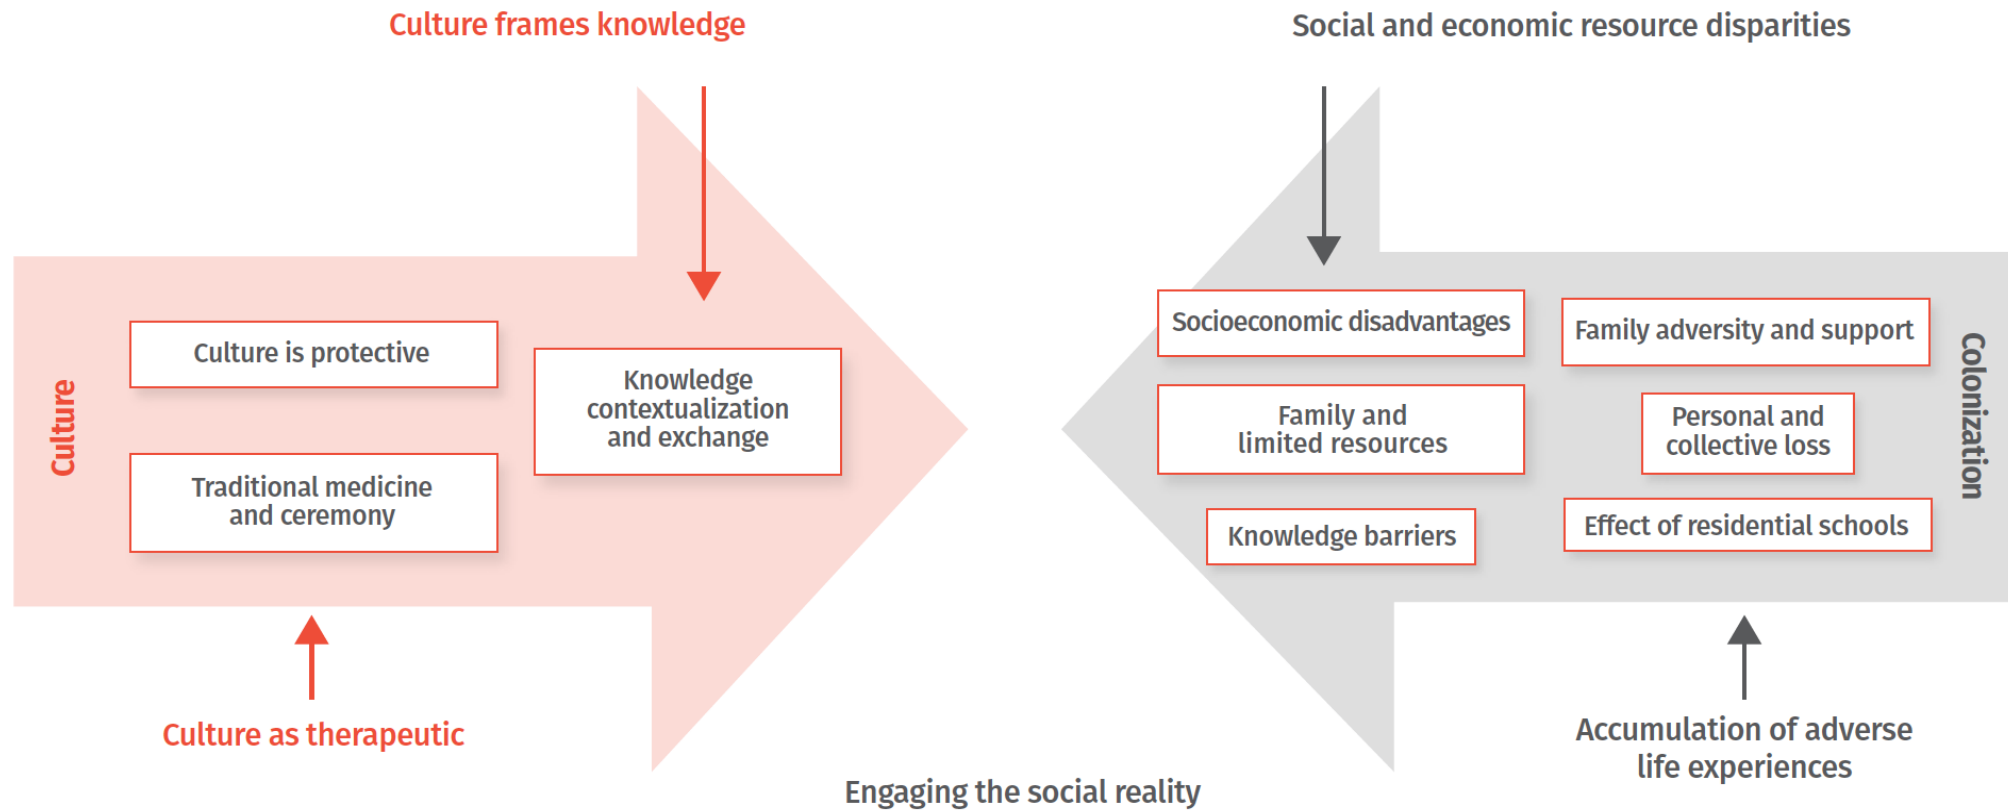 Culture frames knowledge
Social and economic resource disparities
Culture
Culture is protective
Traditional medicine
and ceremony
Knowledge
contextualization
and exchange
Socioeconomic disadvantages
Family and
limited resources
Knowledge barriers
Family adversity and support
Personal and
collective loss
Effect of residential schools
Colonization
Culture as therapeutic
Accumulation of adverse
life experiences
Engaging the social reality